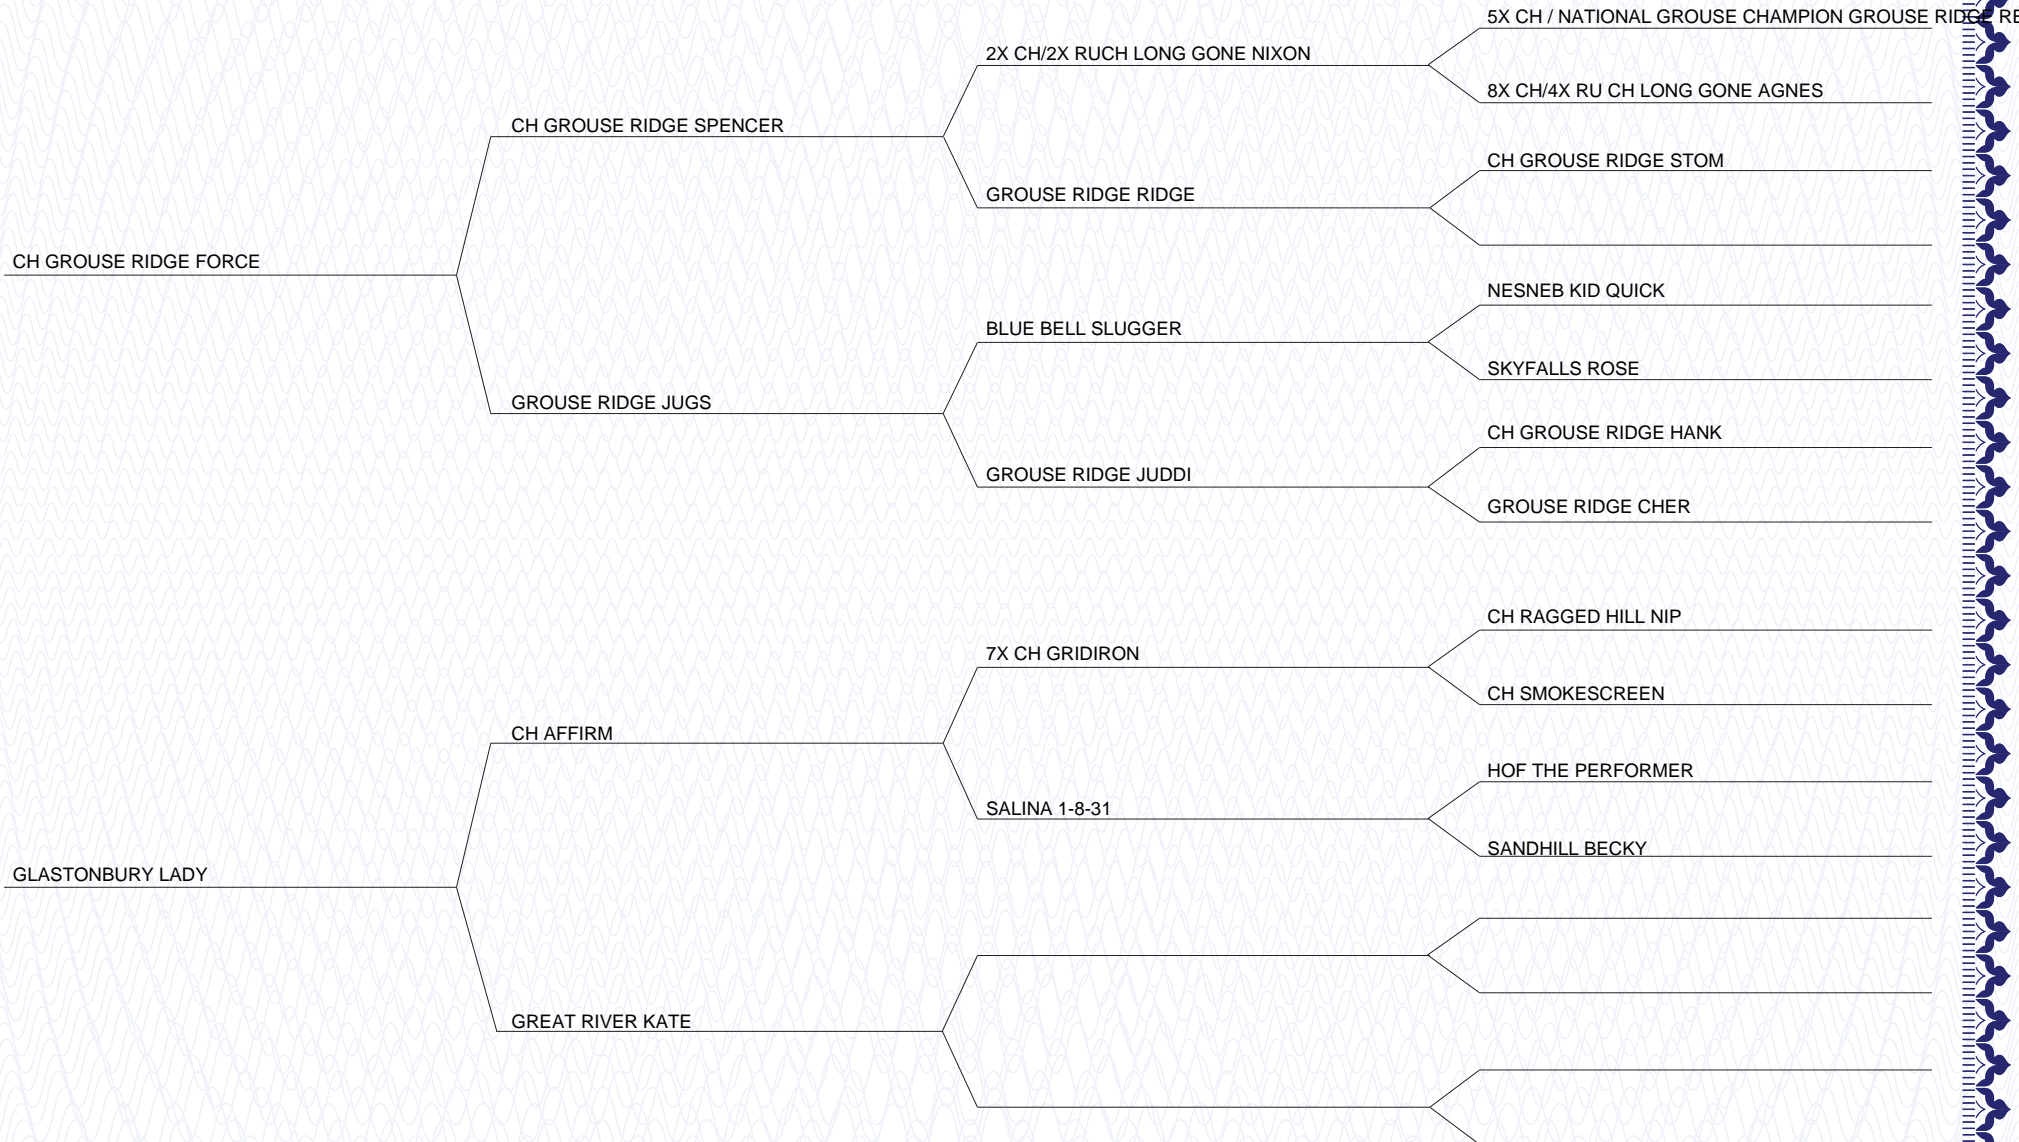 5X CH / NATIONAL GROUSE CHAMPION GROUSE RIDGE
2X CH/2X RUCH LONG GONE NIXON
8X CH/4X RU CH LONG GONE AGNES
CH GROUSE RIDGE SPENCER
CH GROUSE RIDGE STOM
GROUSE RIDGE RIDGE
CH GROUSE RIDGE FORCE
NESNEB KID QUICK
BLUE BELL SLUGGER
SKYFALLS ROSE
GROUSE RIDGE JUGS
CH GROUSE RIDGE HANK
GROUSE RIDGE JUDDI
GROUSE RIDGE CHER
CH RAGGED HILL NIP
7X CH GRIDIRON
CH SMOKESCREEN
CH AFFIRM
HOF THE PERFORMER
SALINA 1-8-31
SANDHILL BECKY
GLASTONBURY LADY
GREAT RIVER KATE